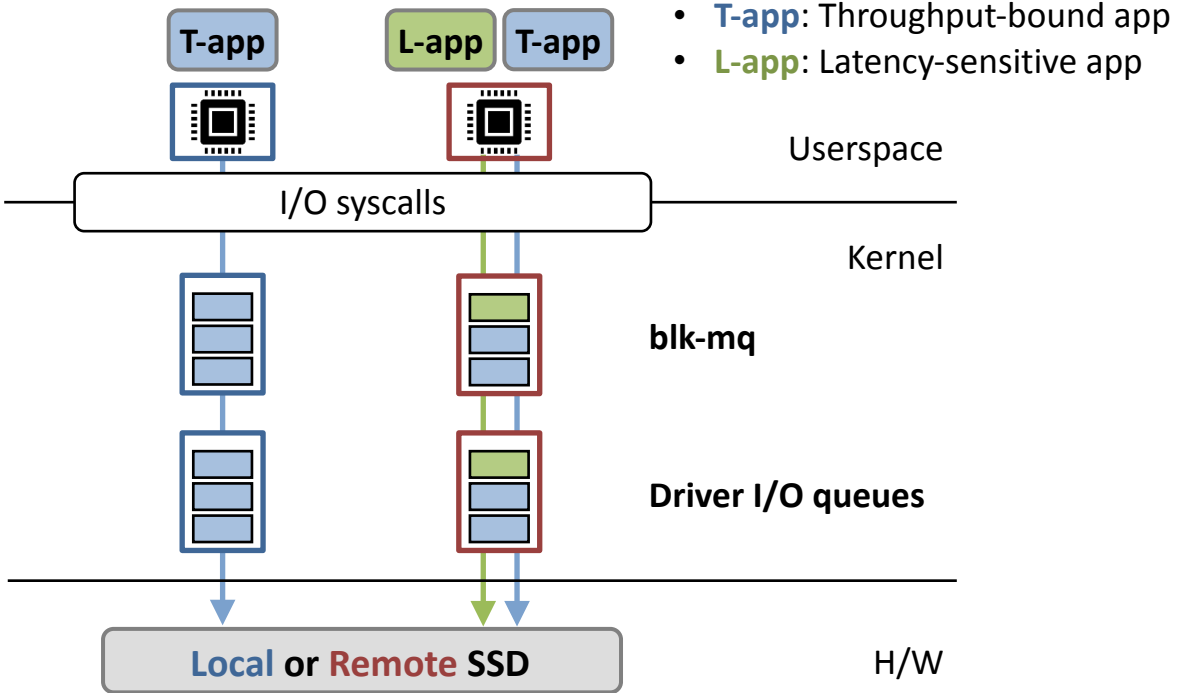 T-app
L-app
T-app
• T-app: Throughput-bound app
• L-app: Latency-sensitive app
Userspace
I/O syscalls
Kernel
blk-mq
Driver I/O queues
Local or Remote SSD
H/W